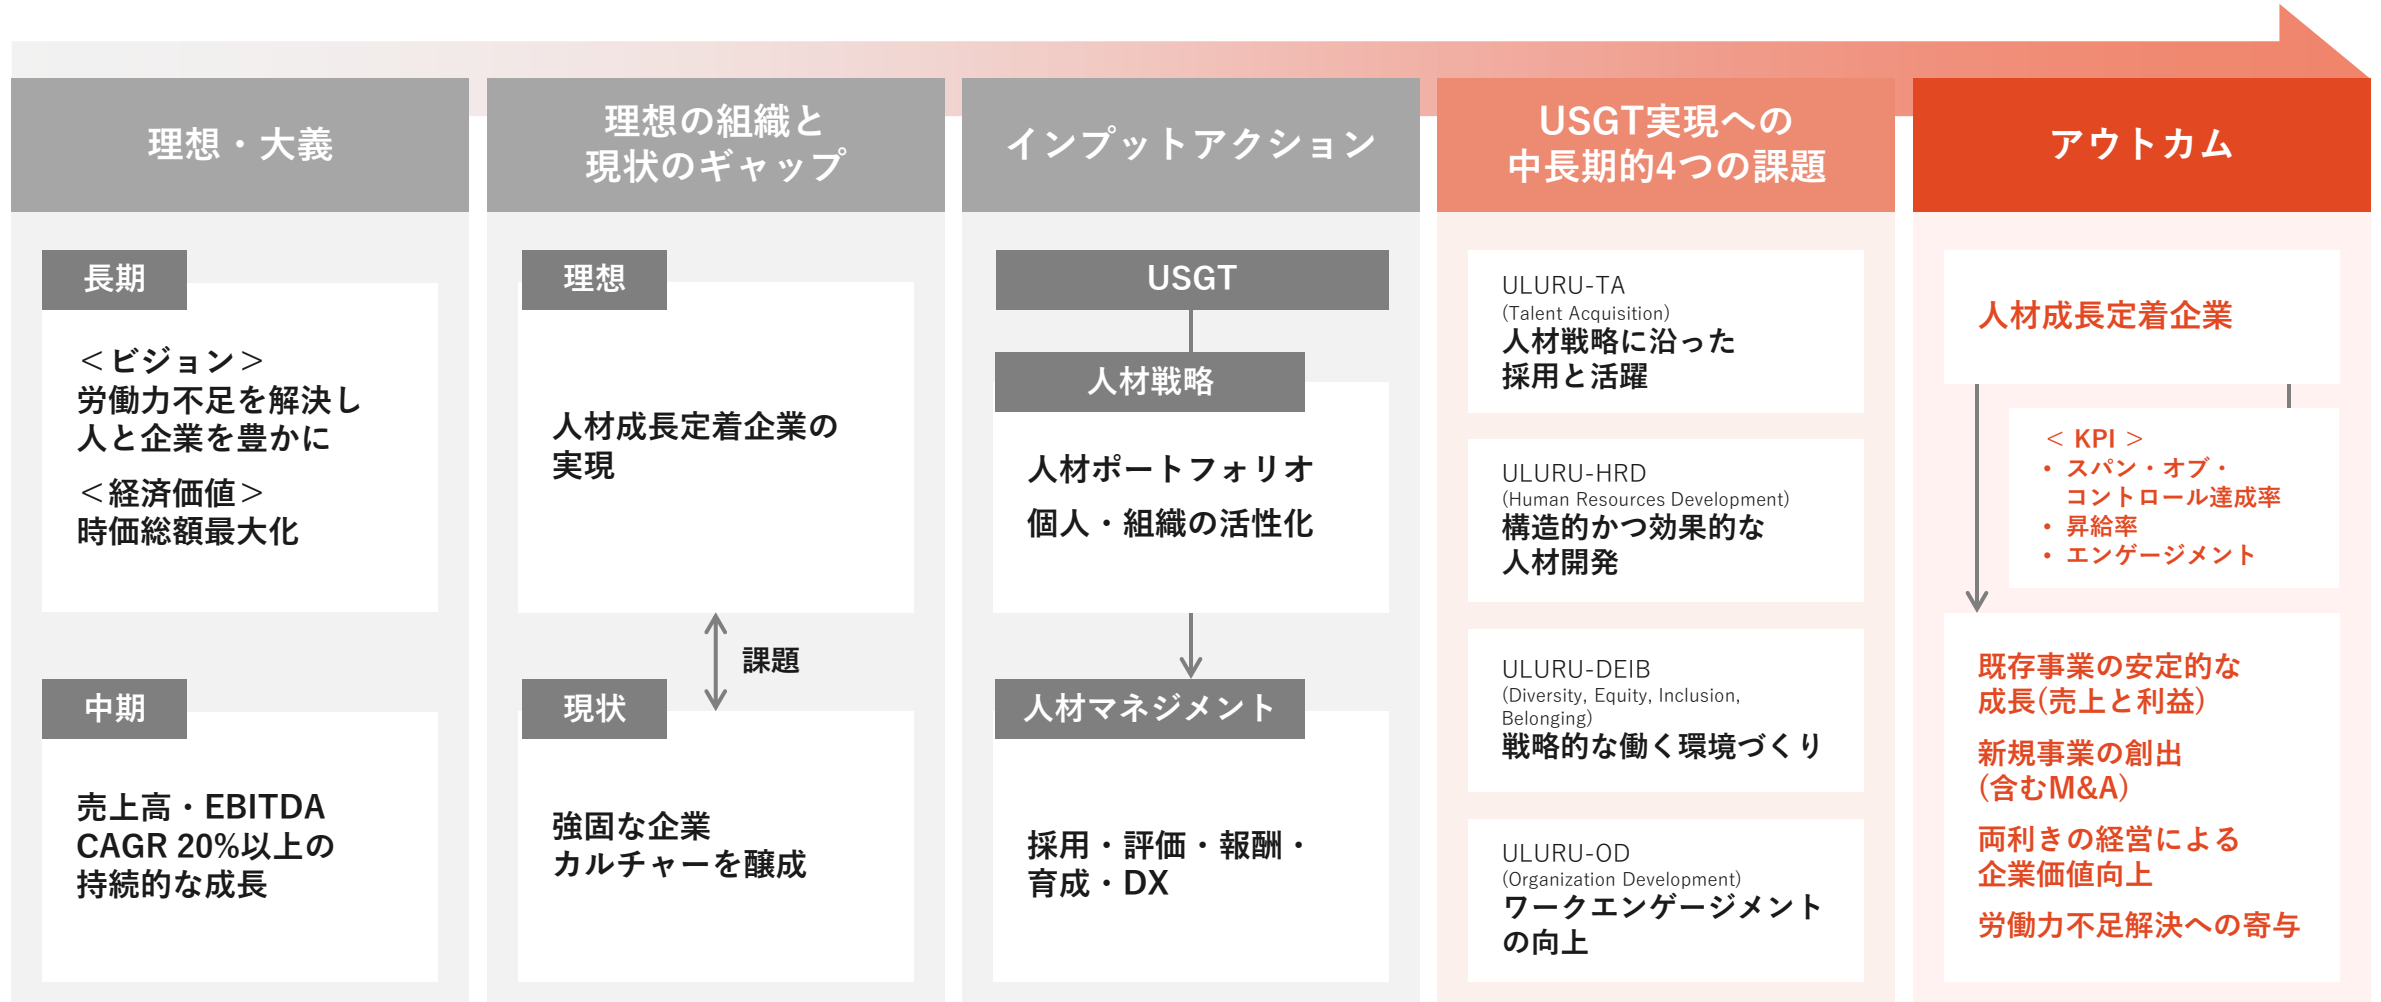 理想・大義
長期
＜ビジョン＞
労働力不足を解決し
人と企業を豊かに
＜経済価値＞
時価総額最大化
中期
売上高・EBITDA
CAGR 20%以上の
持続的な成長
理想の組織と
現状のギャップ
理想
人材成長定着企業の
実現
課題
現状
強固な企業
カルチャーを醸成
インプットアクション
USGT
人材戦略
人材ポートフォリオ
個人・組織の活性化
人材マネジメント
採用・評価・報酬・
育成・DX
USGT実現への
中長期的4つの課題
ULURU-TA
(Talent Acquisition)
人材戦略に沿った
採用と活躍
ULURU-HRD
(Human Resources Development)
構造的かつ効果的な
人材開発
ULURU-DEIB
(Diversity, Equity, Inclusion,
Belonging)
戦略的な働く環境づくり
ULURU-OD
(Organization Development)
ワークエンゲージメント
の向上
アウトカム
人材成長定着企業
＜ KPI ＞
• スパン・オブ・
コントロール達成率
• 昇給率
• エンゲージメント
既存事業の安定的な
成長(売上と利益)
新規事業の創出
(含むM&A)
両利きの経営による
企業価値向上
労働力不足解決への寄与